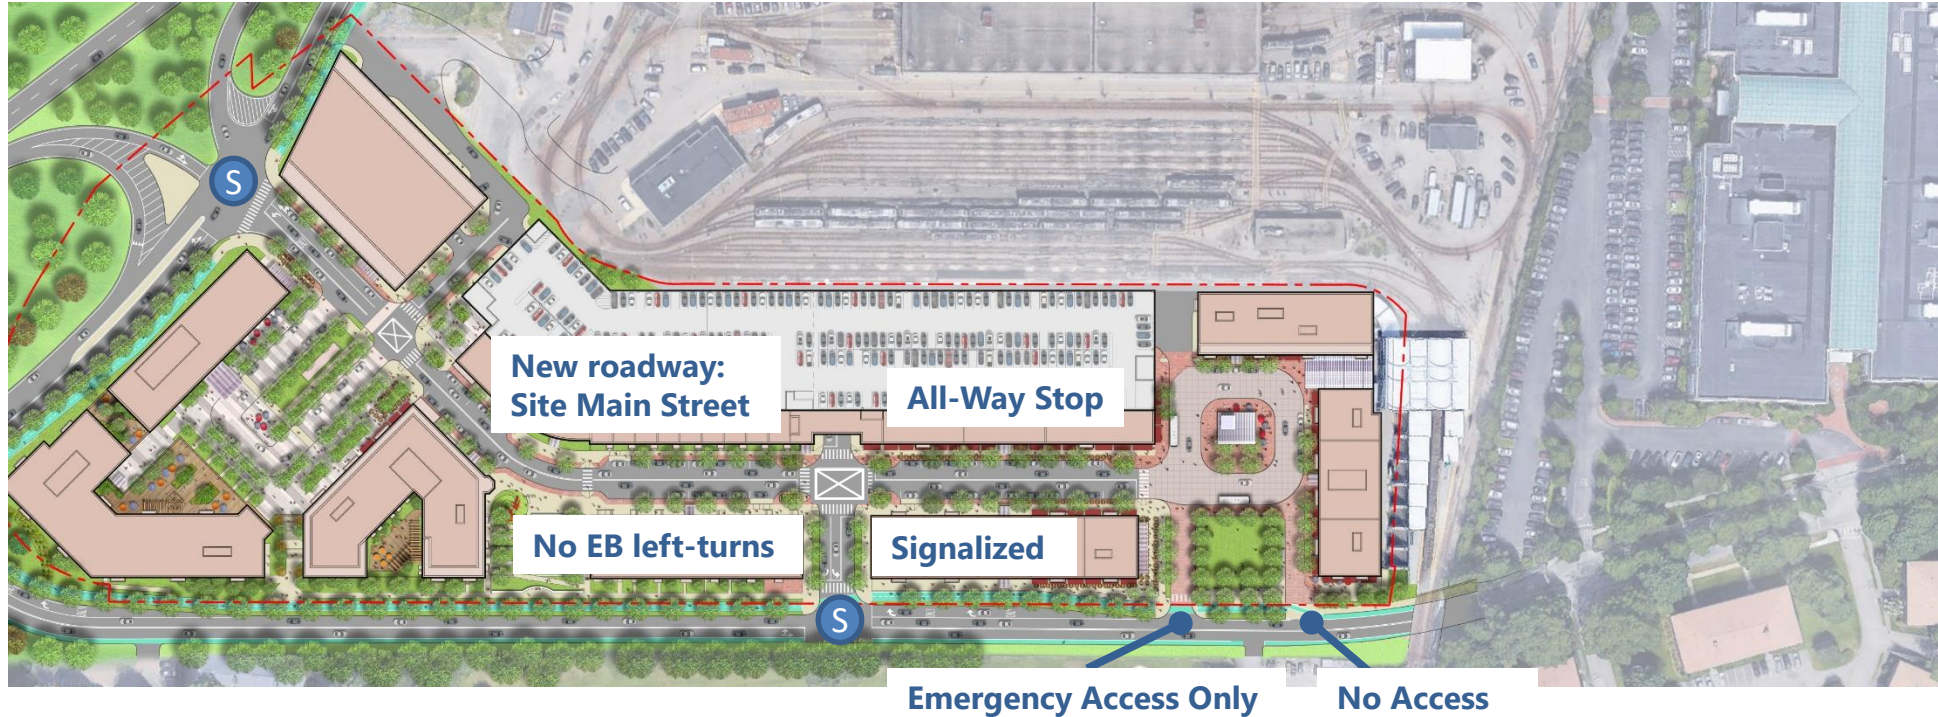 S
New roadway:
Site Main Street
All-Way Stop
No EB left-turns
Signalized
S
Emergency Access Only
No Access